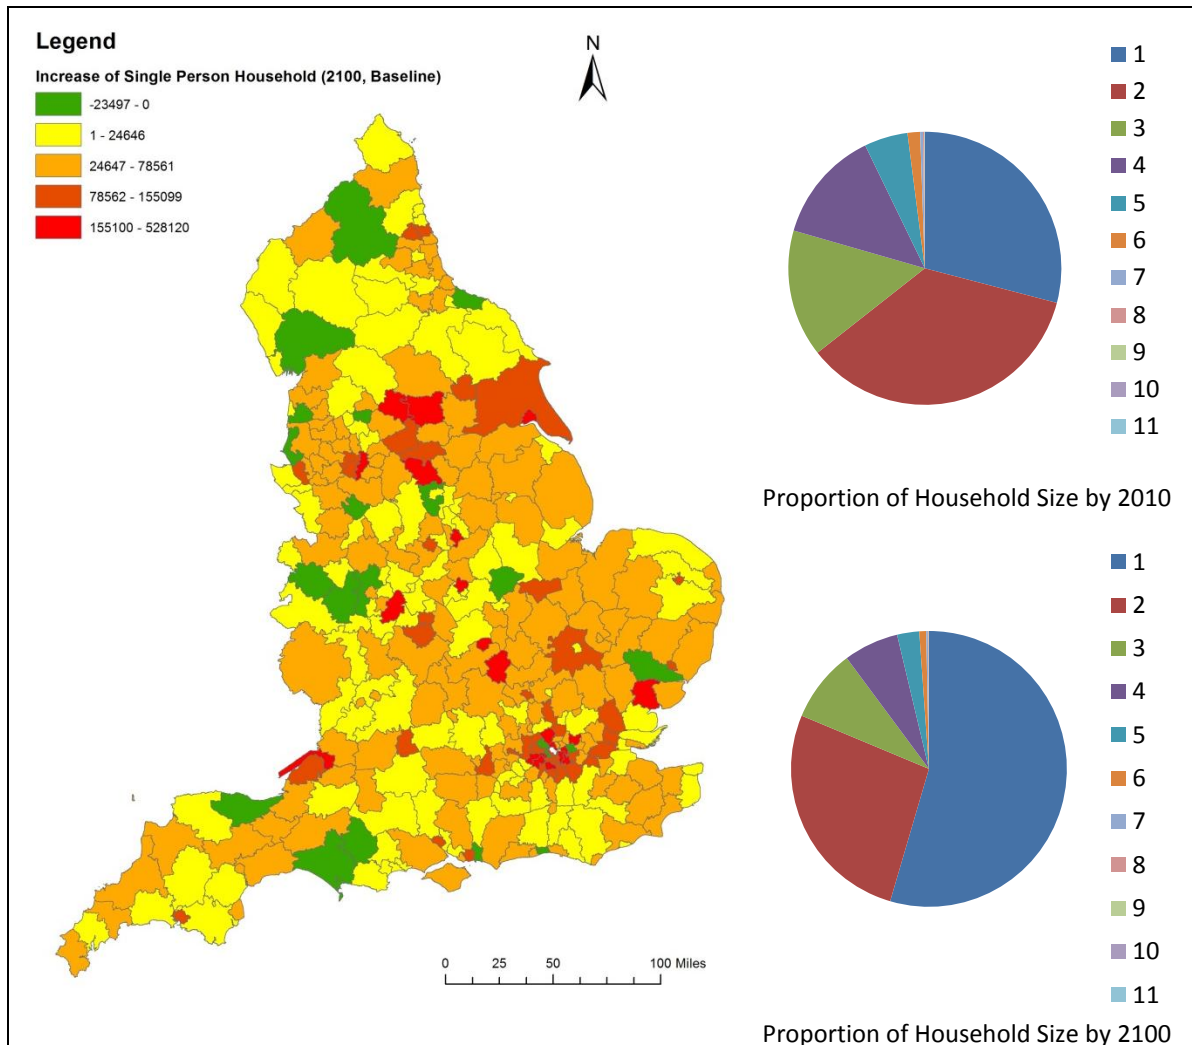 Legend
Increase of Single Person Household (2100, Baseline)
-23497 - 0
1 - 24646
24647 - 78561
78562 - 155099
155100 - 528120
N
0 25 50 100 Miles
1
2
3
4
5
6
7
8
9
10
11
Proportion of Household Size by 2010
1
2
3
4
5
6
7
8
9
10
11
Proportion of Household Size by 2100